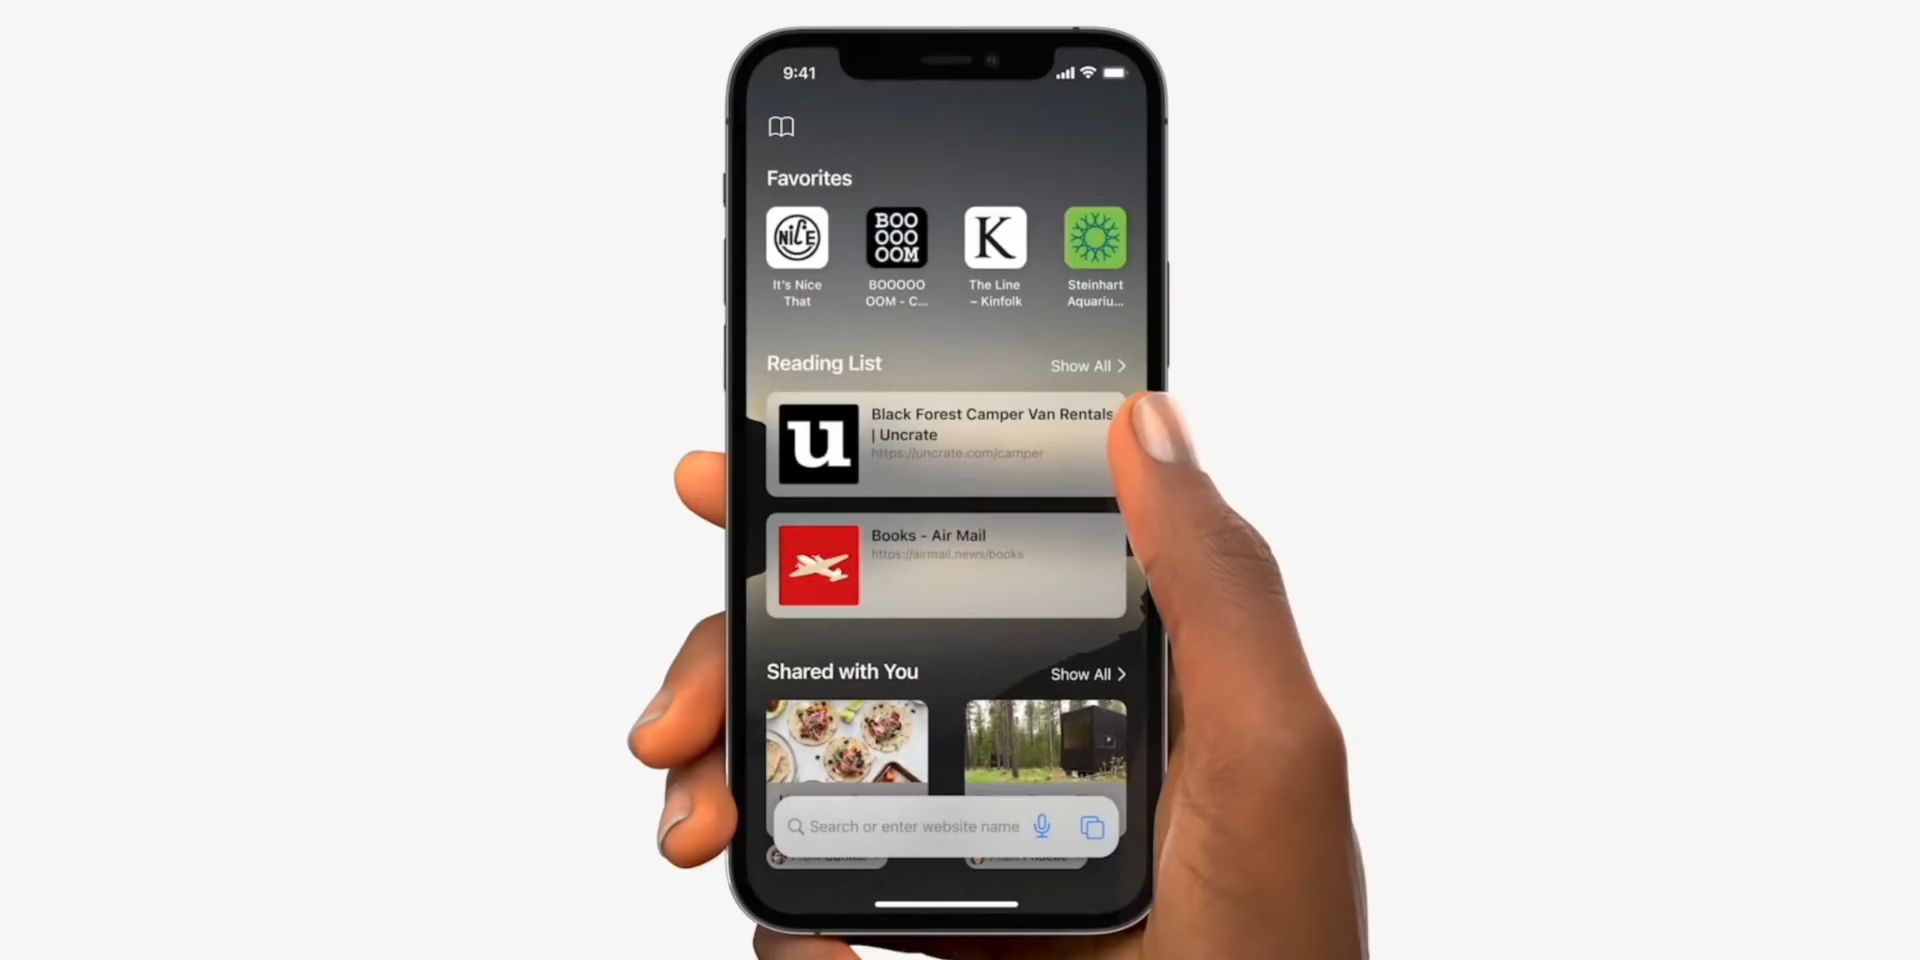 9:41
Favorites
NiCE
BOO
OOO
OOM
K
It's Nice
That
BOOOOO
OOM - C...
The Line
– Kinfolk
Steinhart
Aquariu...
Reading List
Show All
u
Black Forest Camper Van Rentals
| Uncrate
https://uncrate.com/camper
Books - Air Mail
https://airmail.news/books
Shared with You
Show All
Search or enter website name